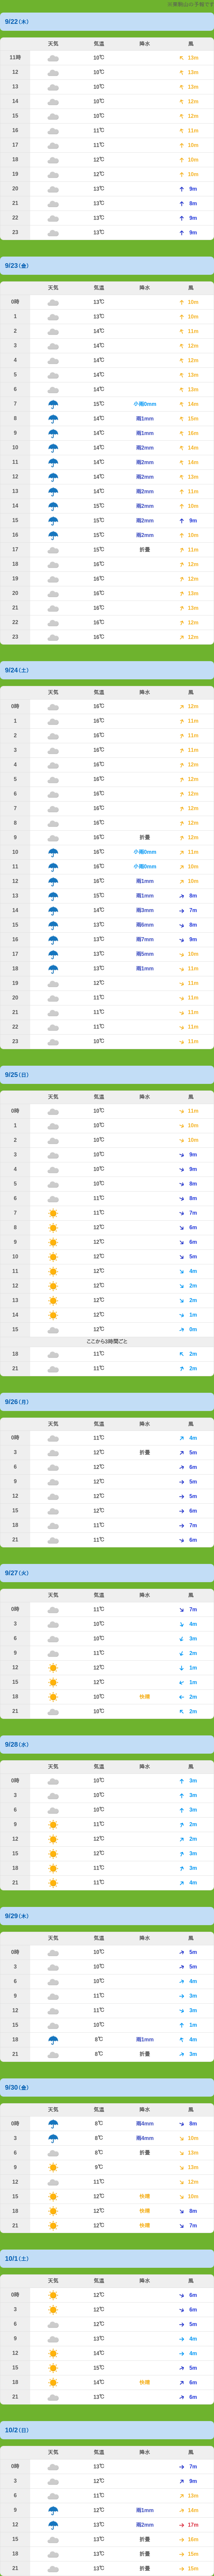 ※東鞍山の予報です
9/22(木)
天気 気温 降水 風
11時 10℃ 13m
12 10℃ 13m
13 10℃ 13m
14 10℃ 12m
15 10℃ 12m
16 11℃ 11m
17 11℃ 10m
18 12℃ 10m
19 12℃ 10m
20 13℃ 9m
21 13℃ 8m
22 13℃ 9m
23 13℃ 9m
9/23(金)
天気 気温 降水 風
0時 13℃ 10m
1 13℃ 10m
2 14℃ 11m
3 14℃ 12m
4 14℃ 12m
5 14℃ 13m
6 14℃ 13m
7 15℃ 小雨0mm 14m
8 14℃ 雨1mm 15m
9 14℃ 雨1mm 16m
10 14℃ 雨2mm 14m
11 14℃ 雨2mm 14m
12 14℃ 雨2mm 13m
13 14℃ 雨2mm 11m
14 15℃ 雨2mm 10m
15 15℃ 雨2mm 9m
16 15℃ 雨2mm 10m
17 15℃ 折畳 11m
18 16℃ 12m
19 16℃ 12m
20 16℃ 13m
21 16℃ 13m
22 16℃ 12m
23 16℃ 12m
9/24(土)
天気 気温 降水 風
0時 16℃ 12m
1 16℃ 11m
2 16℃ 11m
3 16℃ 11m
4 16℃ 12m
5 16℃ 12m
6 16℃ 12m
7 16℃ 12m
8 16℃ 12m
9 16℃ 折畳 12m
10 16℃ 小雨0mm 11m
11 16℃ 小雨0mm 10m
12 16℃ 雨1mm 10m
13 15℃ 雨1mm 8m
14 14℃ 雨3mm 7m
15 13℃ 雨6mm 8m
16 13℃ 雨7mm 9m
17 13℃ 雨5mm 10m
18 13℃ 雨1mm 11m
19 12℃ 11m
20 11℃ 11m
21 11℃ 11m
22 11℃ 11m
23 10℃ 11m
9/25(日)
天気 気温 降水 風
0時 10℃ 11m
1 10℃ 10m
2 10℃ 10m
3 10℃ 9m
4 10℃ 9m
5 10℃ 8m
6 11℃ 8m
7 11℃ 7m
8 11℃ 6m
9 11℃ 6m
10 12℃ 5m
11 12℃ 4m
12 12℃ 2m
13 12℃ 2m
14 12℃ 1m
15 12℃ 0m
ここから3時間ごと
18 11℃ 2m
21 11℃ 2m
9/26(月)
天気 気温 降水 風
0時 11℃ 4m
3 12℃ 折畳 5m
6 12℃ 6m
9 12℃ 5m
12 12℃ 5m
15 12℃ 6m
18 11℃ 7m
21 11℃ 6m
9/27(火)
天気 気温 降水 風
0時 11℃ 7m
3 10℃ 4m
6 10℃ 3m
9 11℃ 2m
12 12℃ 1m
15 12℃ 1m
18 10℃ 快晴 2m
21 10℃ 2m
9/28(水)
天気 気温 降水 風
0時 10℃ 3m
3 10℃ 3m
6 10℃ 3m
9 11℃ 2m
12 12℃ 2m
15 12℃ 3m
18 11℃ 3m
21 11℃ 4m
9/29(木)
天気 気温 降水 風
0時 10℃ 5m
3 10℃ 5m
6 10℃ 4m
9 11℃ 3m
12 11℃ 3m
15 10℃ 1m
18 8℃ 雨1mm 4m
21 8℃ 折畳 3m
9/30(金)
天気 気温 降水 風
0時 8℃ 雨4mm 8m
3 8℃ 雨4mm 10m
6 8℃ 折畳 13m
9 9℃ 13m
12 11℃ 12m
15 12℃ 快晴 10m
18 12℃ 快晴 8m
21 12℃ 快晴 7m
10/1(土)
天気 気温 降水 風
0時 12℃ 6m
3 12℃ 6m
6 12℃ 5m
9 13℃ 4m
12 14℃ 4m
15 15℃ 5m
18 14℃ 快晴 6m
21 13℃ 6m
10/2(日)
天気 気温 降水 風
0時 13℃ 7m
3 12℃ 9m
6 11℃ 13m
9 12℃ 雨1mm 14m
12 13℃ 雨2mm 17m
15 13℃ 折畳 16m
18 13℃ 折畳 15m
21 13℃ 折畳 15m